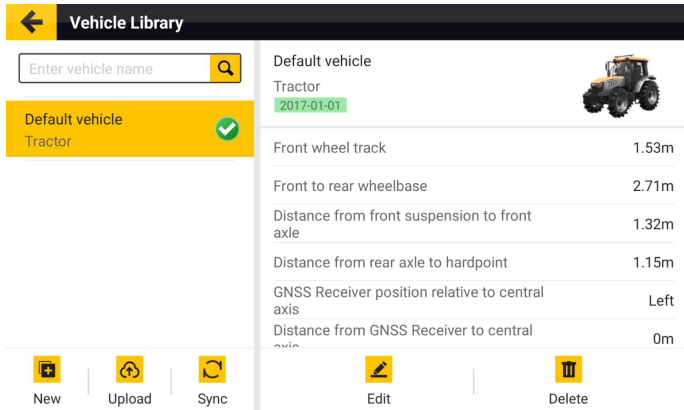 Vehicle Library
Enter vehicle name
Default vehicle
Tractor
Default vehicle
Tractor
2017-01-01
Front wheel track 1.53m
Front to rear wheelbase 2.71m
Distance from front suspension to front
axle 1.32m
Distance from rear axle to hardpoint 1.15m
GNSS Receiver position relative to central
axis Left
Distance from GNSS Receiver to central
axis 0m
New Upload Sync Edit Delete